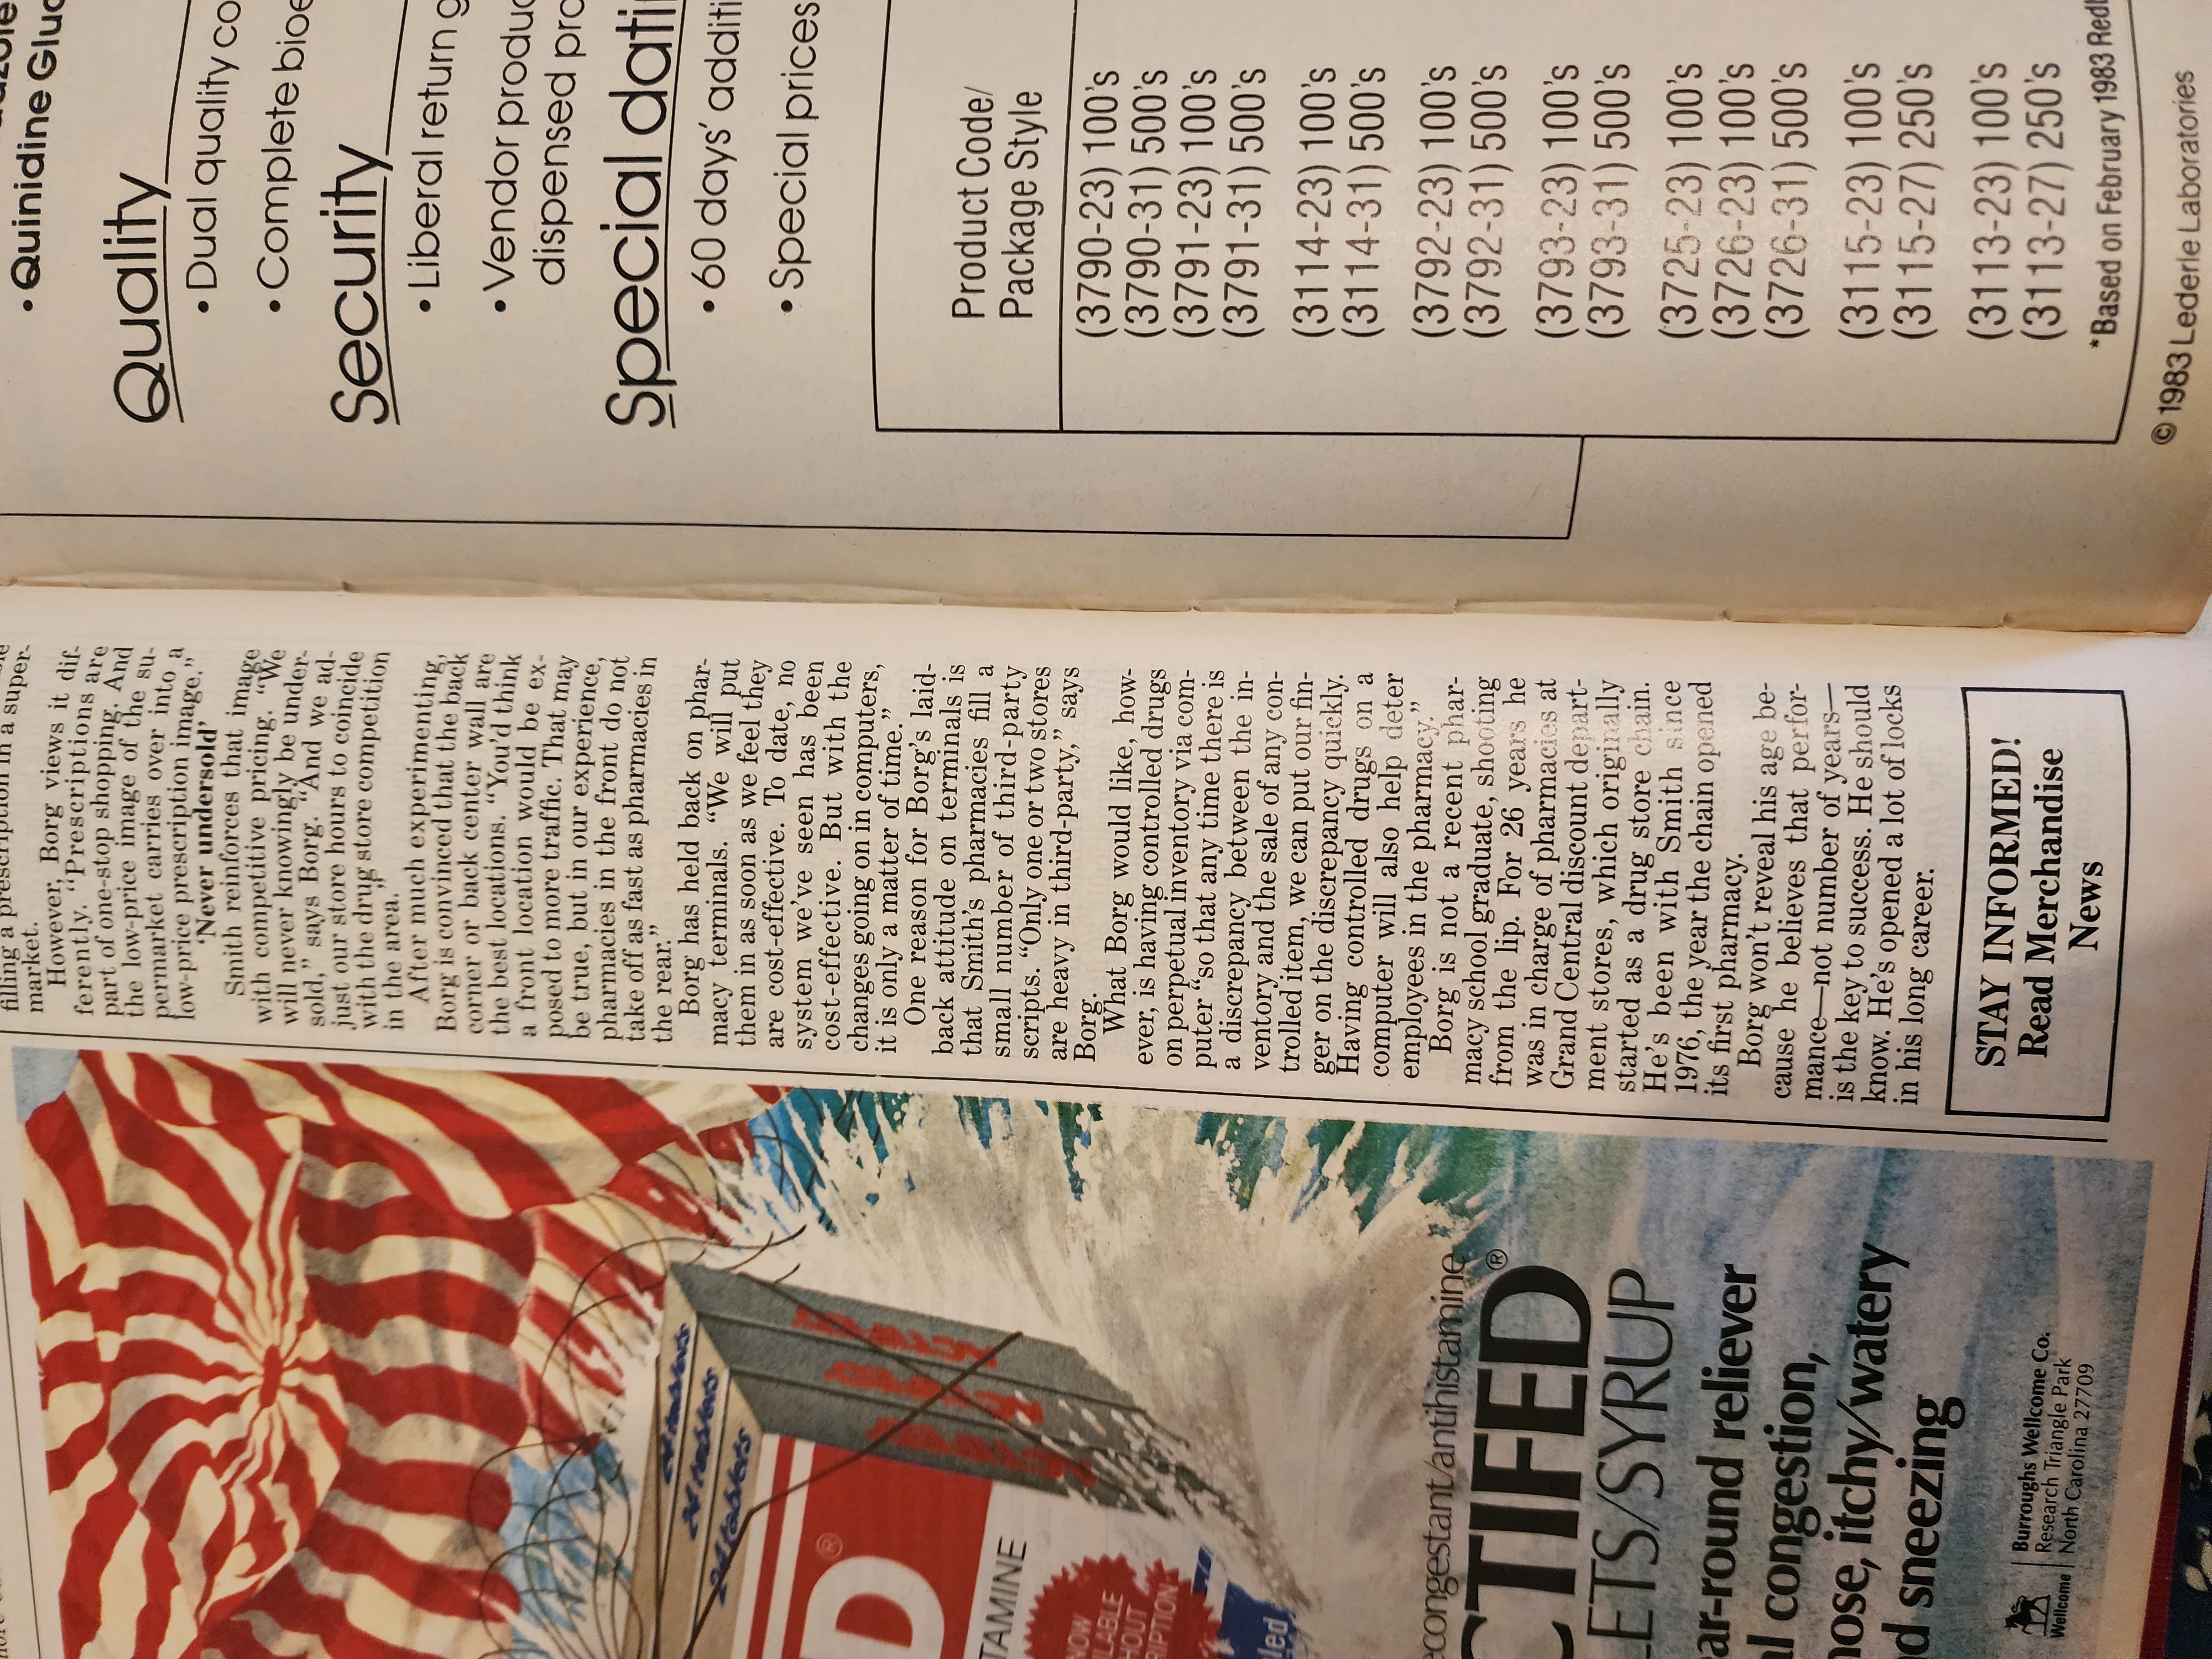 filling a prescription in a super-
market.
However, Borg views it dif-
ferently. “Prescriptions are
part of one-stop shopping. And
the low-price image of the su-
permarket carries over into a
low-price prescription image.”
‘Never undersold’
Smith reinforces that image
with competitive pricing. “We
will never knowingly be under-
sold,” says Borg. “And we ad-
just our store hours to coincide
with the drug store competition
in the area.”
After much experimenting,
Borg is convinced that the back
corner or back center wall are
the best locations. “You’d think
a front location would be ex-
posed to more traffic. That may
be true, but in our experience,
pharmacies in the front do not
take off as fast as pharmacies in
the rear.”
Borg has held back on phar-
macy terminals. “We will put
them in as soon as we feel they
are cost-effective. To date, no
system we’ve seen has been
cost-effective. But with the
changes going on in computers,
it is only a matter of time.”
One reason for Borg’s laid-
back attitude on terminals is
that Smith’s pharmacies fill a
small number of third-party
scripts. “Only one or two stores
are heavy in third-party,” says
Borg.
What Borg would like, how-
ever, is having controlled drugs
on perpetual inventory via com-
puter “so that any time there is
a discrepancy between the in-
ventory and the sale of any con-
trolled item, we can put our fin-
ger on the discrepancy quickly.
Having controlled drugs on a
computer will also help deter
employees in the pharmacy.”
Borg is not a recent phar-
macy school graduate, shooting
from the lip. For 26 years he
was in charge of pharmacies at
Grand Central discount depart-
ment stores, which originally
started as a drug store chain.
He’s been with Smith since
1976, the year the chain opened
its first pharmacy.
Borg won’t reveal his age be-
cause he believes that perfor-
mance—not number of years—
is the key to success. He should
know. He’s opened a lot of locks
in his long career.
STAY INFORMED!
Read Merchandise
News
24 tablets
24 tablets
24 tablets
D®
TAMINE
NOW
ILABLE
HOUT
RIPTION
led
econgestant/antihistamine
CTIFED®
LETS/SYRUP
ar-round reliever
al congestion,
nose, itchy/watery
nd sneezing
Wellcome
Burroughs Wellcome Co.
Research Triangle Park
North Carolina 27709
• Quinidine Gluc
Quality
• Dual quality co
• Complete bioe
Security
• Liberal return g
• Vendor produc
dispensed pro
Special dati
• 60 days’ additi
• Special prices
Product Code/
Package Style
(3790-23) 100’s
(3790-31) 500’s
(3791-23) 100’s
(3791-31) 500’s
(3114-23) 100’s
(3114-31) 500’s
(3792-23) 100’s
(3792-31) 500’s
(3793-23) 100’s
(3793-31) 500’s
(3725-23) 100’s
(3726-23) 100’s
(3726-31) 500’s
(3115-23) 100’s
(3115-27) 250’s
(3113-23) 100’s
(3113-27) 250’s
*Based on February 1983 Redb
© 1983 Lederle Laboratories